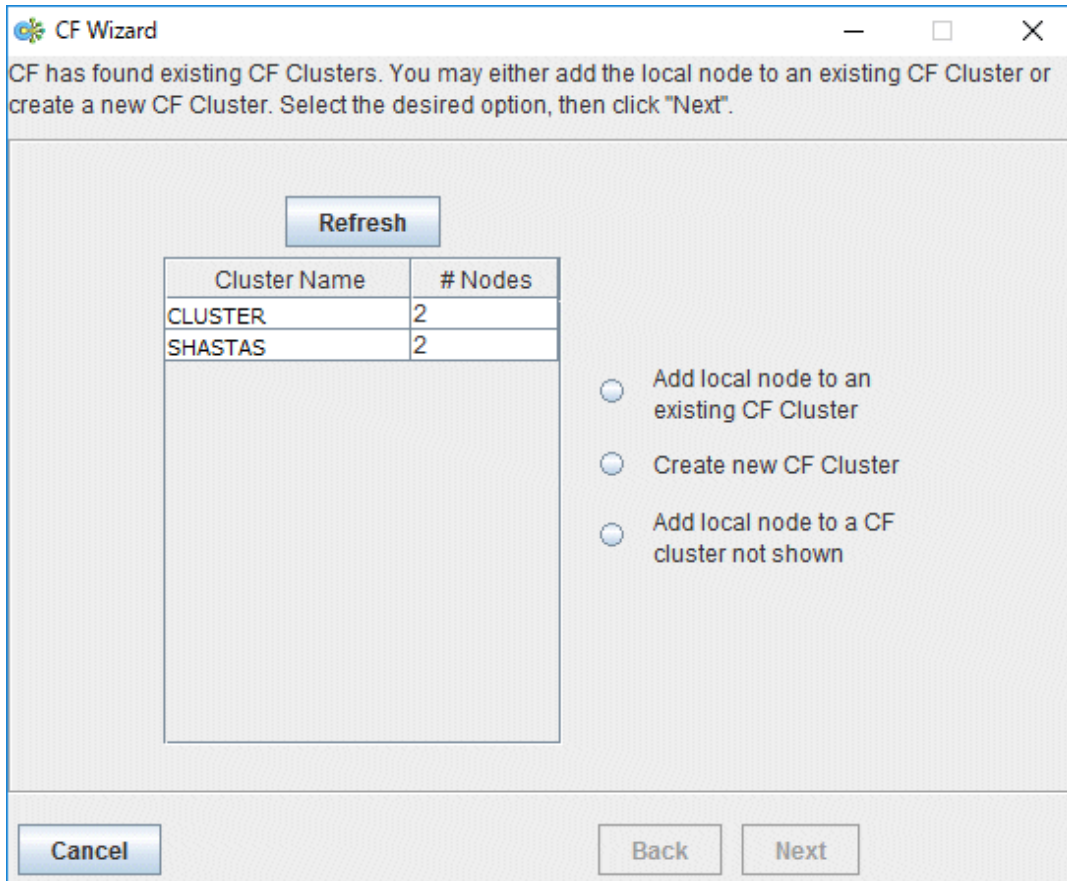 CF Wizard
CF has found existing CF Clusters. You may either add the local node to an existing CF Cluster or
create a new CF Cluster. Select the desired option, then click "Next".
Refresh
Cluster Name # Nodes
CLUSTER 2
SHASTAS 2
Add local node to an
existing CF Cluster
Create new CF Cluster
Add local node to a CF
cluster not shown
Cancel Back Next